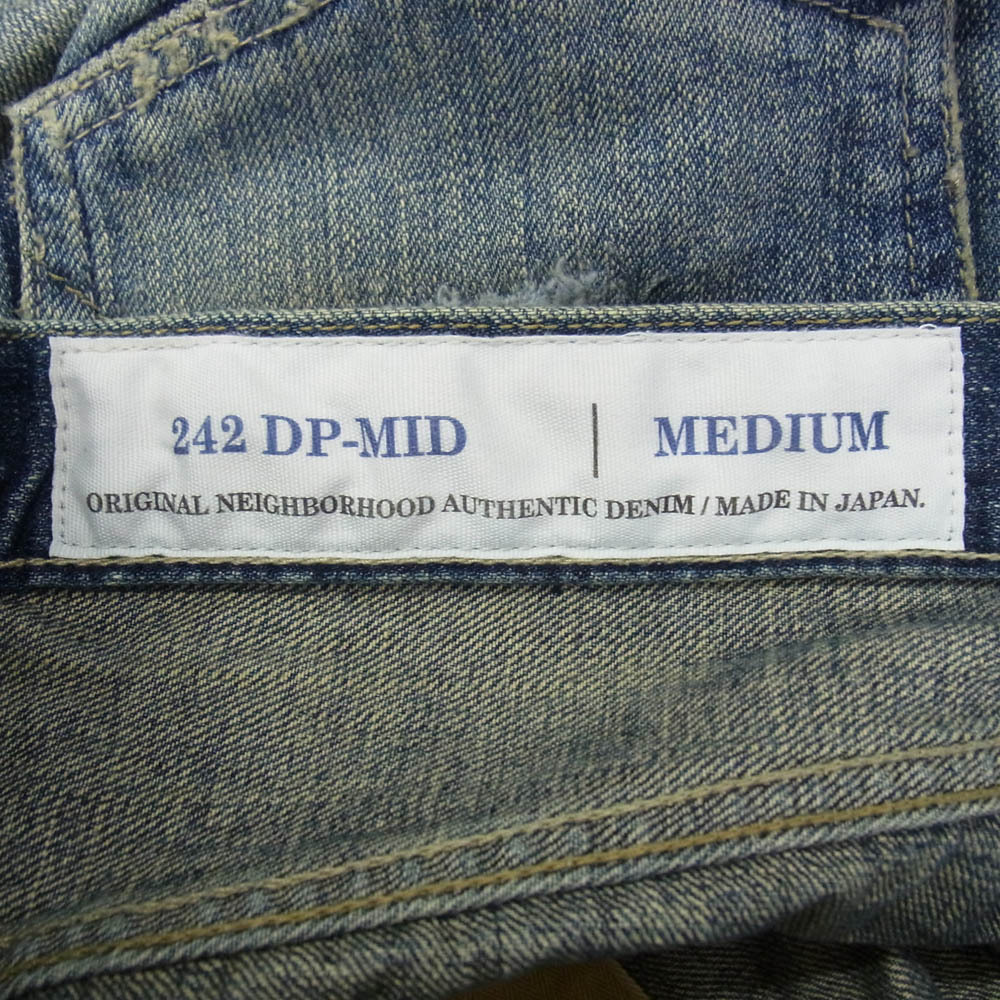 242 DP-MID | MEDIUM
ORIGINAL NEIGHBORHOOD AUTHENTIC DENIM / MADE IN JAPAN.